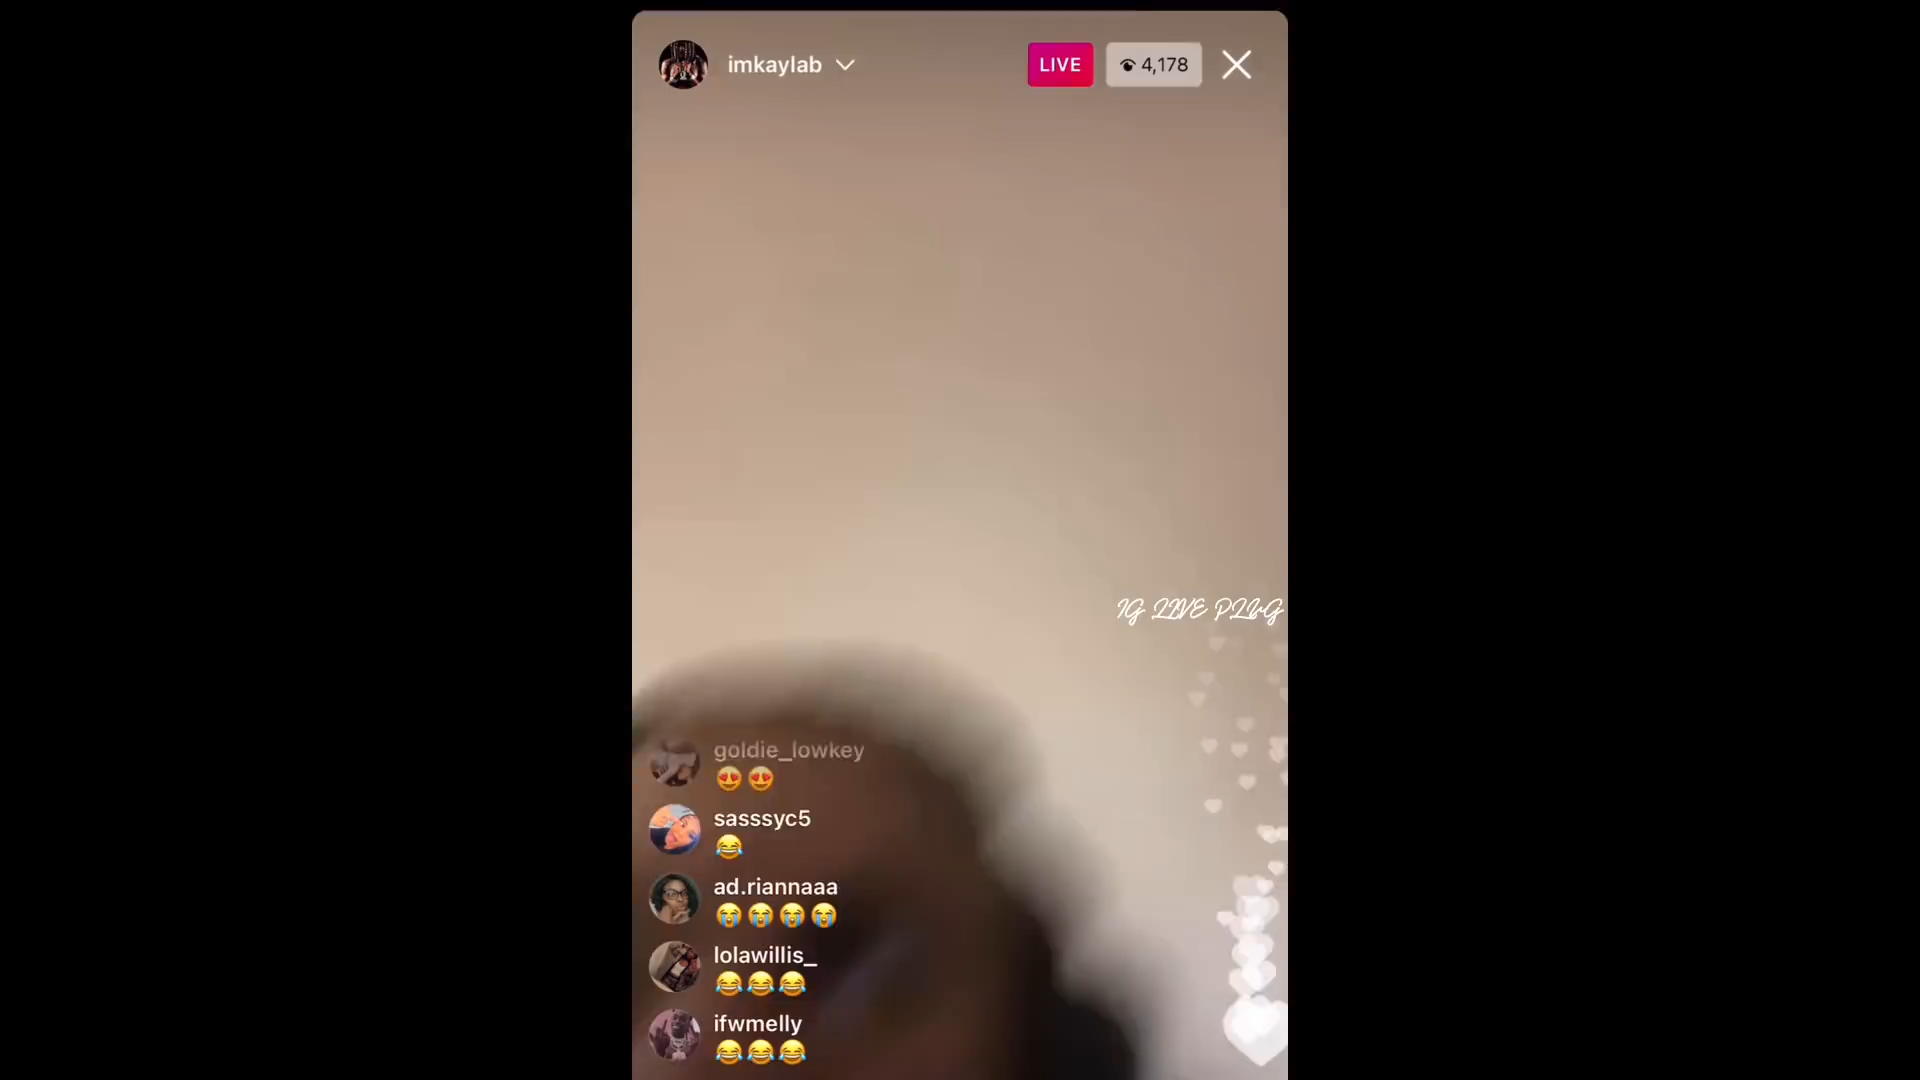 imkaylab
LIVE
4,178
IG LIVE PLUG
goldie_lowkey
😍😍
sasssyc5
😂
ad.riannaaa
😭😭😭😭
lolawillis_
😂😂😂
ifwmelly
😂😂😂